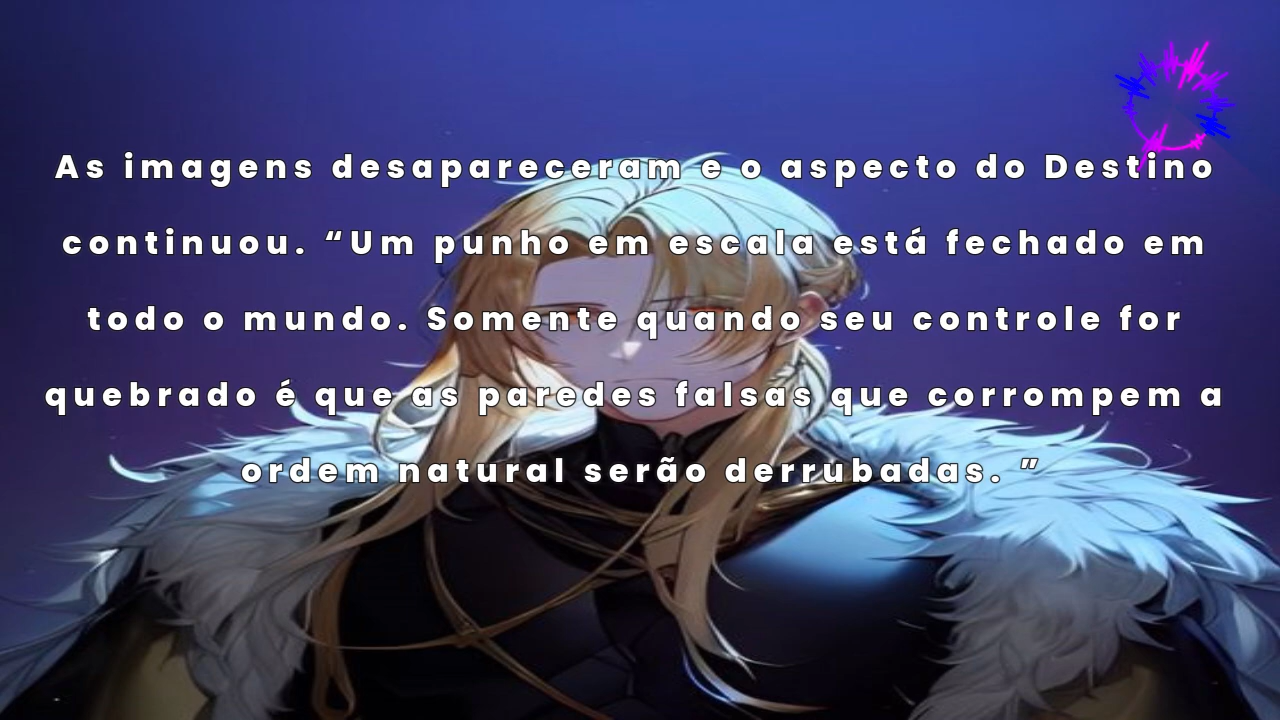 As imagens desapareceram e o aspecto do Destino
continuou. “Um punho em escala está fechado em
todo o mundo. Somente quando seu controle for
quebrado é que as paredes falsas que corrompem a
ordem natural serão derrubadas. ”